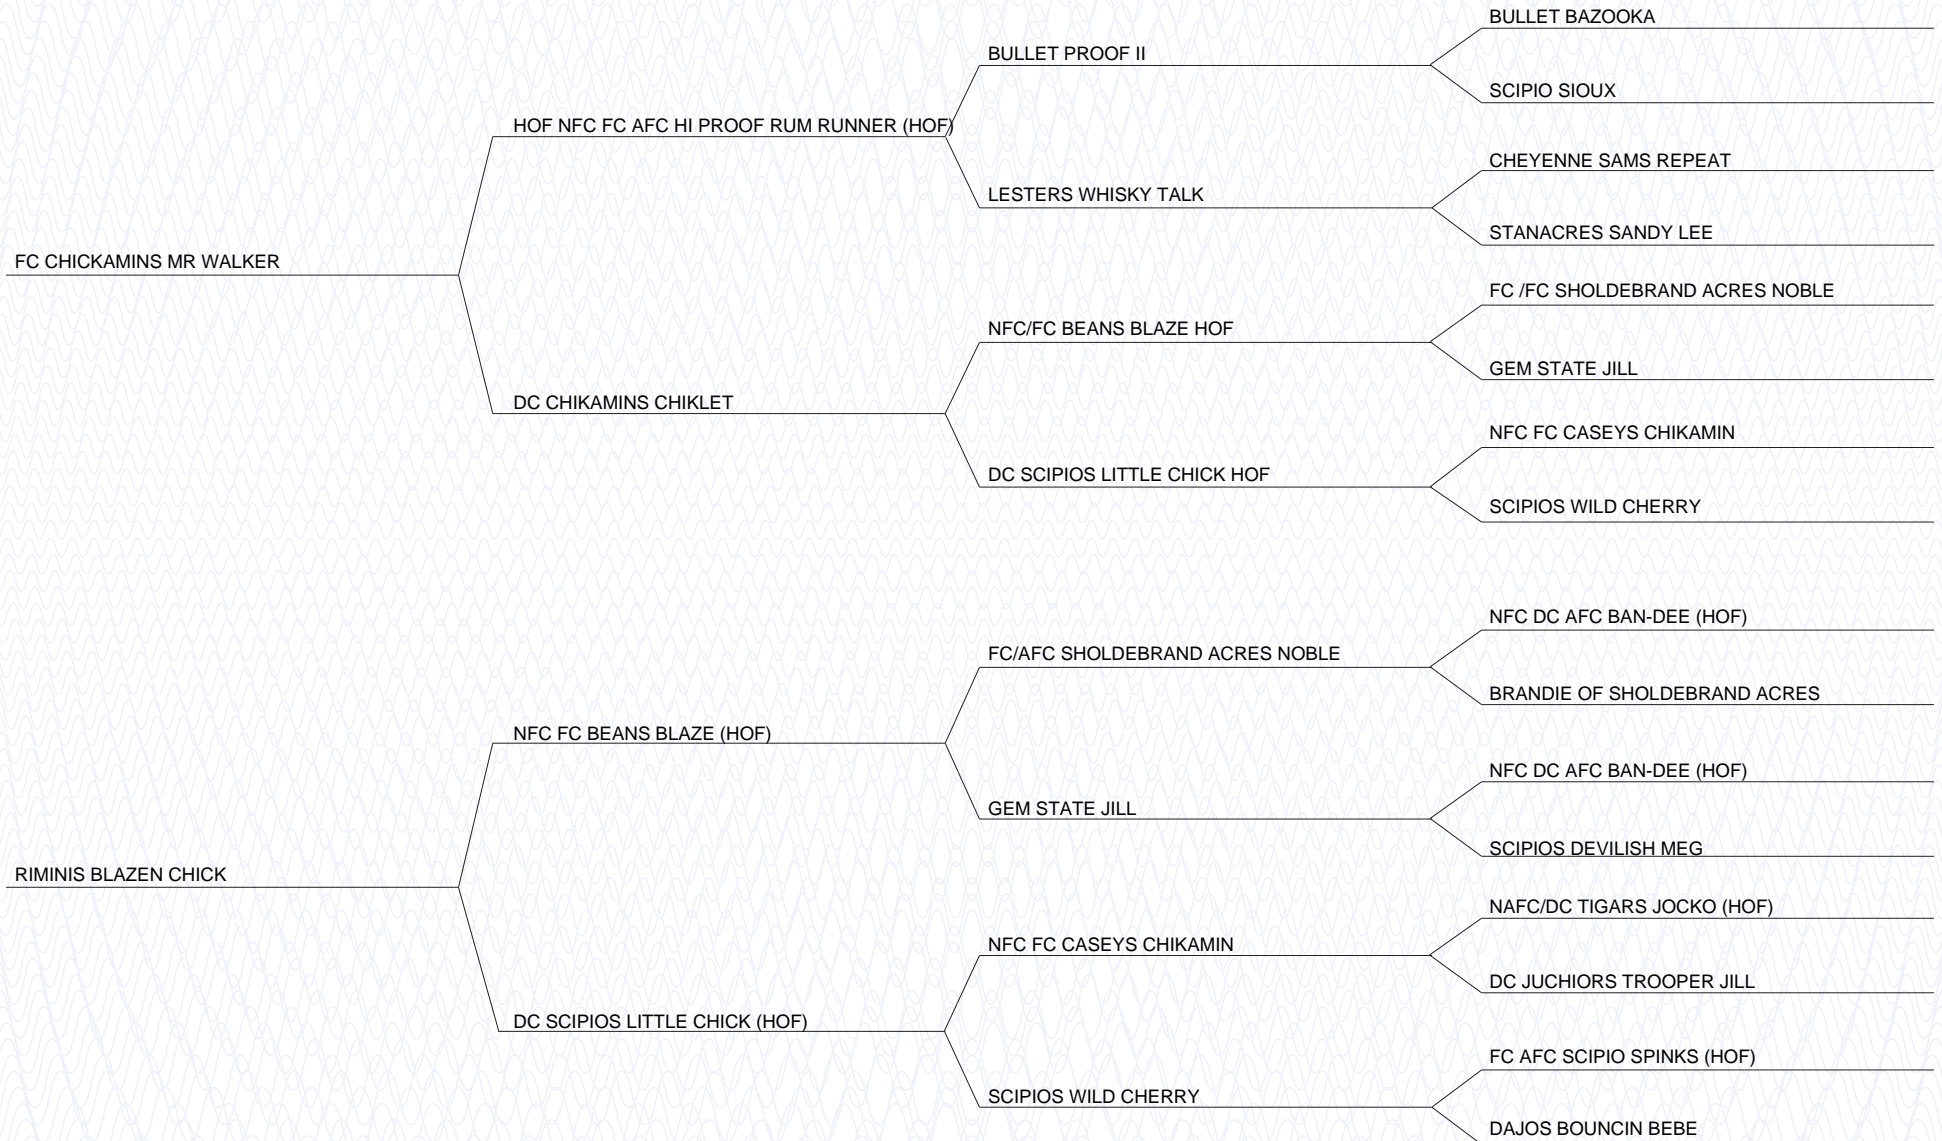 BULLET BAZOOKA
BULLET PROOF II
SCIPIO SIOUX
HOF NFC FC AFC HI PROOF RUM RUNNER (HOF)
CHEYENNE SAMS REPEAT
LESTERS WHISKY TALK
STANACRES SANDY LEE
FC CHICKAMINS MR WALKER
FC /FC SHOLDEBRAND ACRES NOBLE
NFC/FC BEANS BLAZE HOF
GEM STATE JILL
DC CHIKAMINS CHIKLET
NFC FC CASEYS CHIKAMIN
DC SCIPIOS LITTLE CHICK HOF
SCIPIOS WILD CHERRY
NFC DC AFC BAN-DEE (HOF)
FC/AFC SHOLDEBRAND ACRES NOBLE
BRANDIE OF SHOLDEBRAND ACRES
NFC FC BEANS BLAZE (HOF)
NFC DC AFC BAN-DEE (HOF)
GEM STATE JILL
SCIPIOS DEVILISH MEG
RIMINIS BLAZEN CHICK
NAFC/DC TIGARS JOCKO (HOF)
NFC FC CASEYS CHIKAMIN
DC JUCHIORS TROOPER JILL
DC SCIPIOS LITTLE CHICK (HOF)
FC AFC SCIPIO SPINKS (HOF)
SCIPIOS WILD CHERRY
DAJOS BOUNCIN BEBE